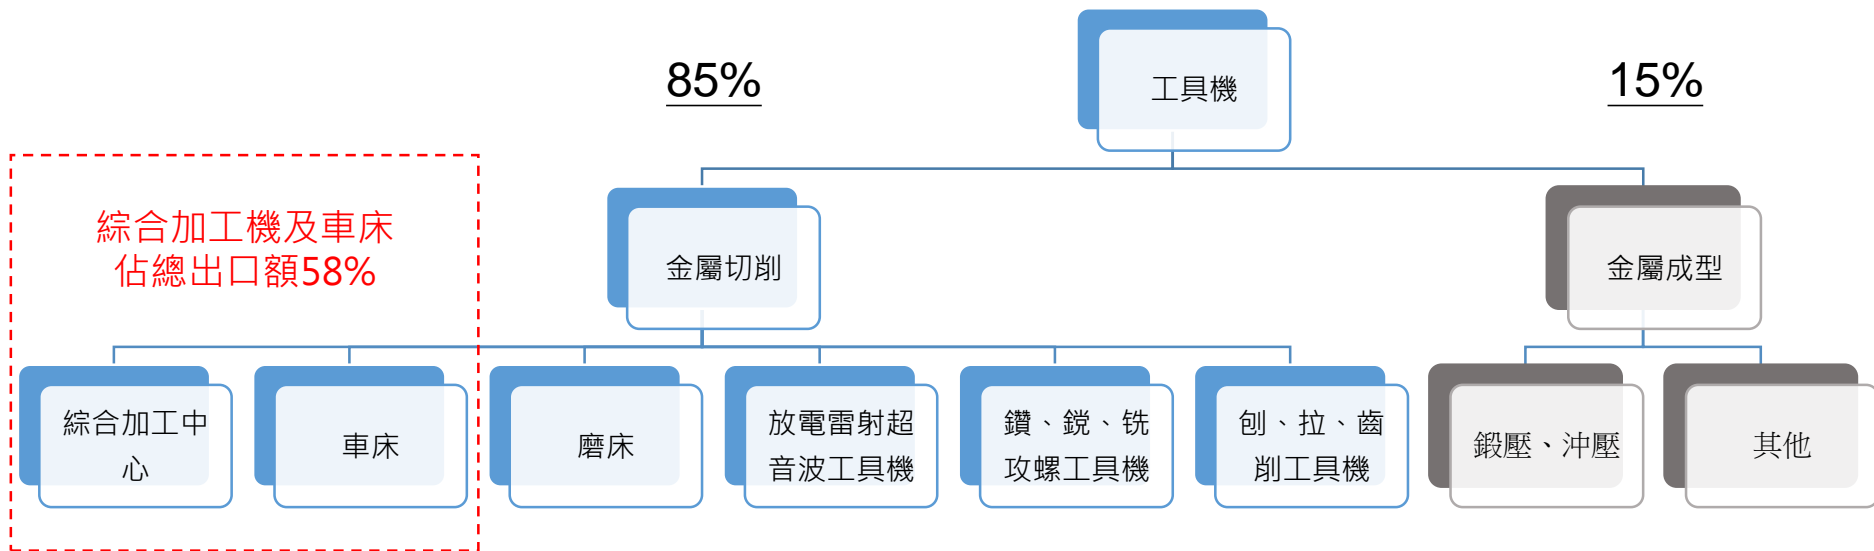 工具機
85%
15%
綜合加工機及車床
佔總出口額58%
金屬切削
金屬成型
綜合加工中
心
車床
磨床
放電雷射超
音波工具機
鑽、鏜、铣
攻螺工具機
刨、拉、齒
削工具機
鍛壓、沖壓
其他